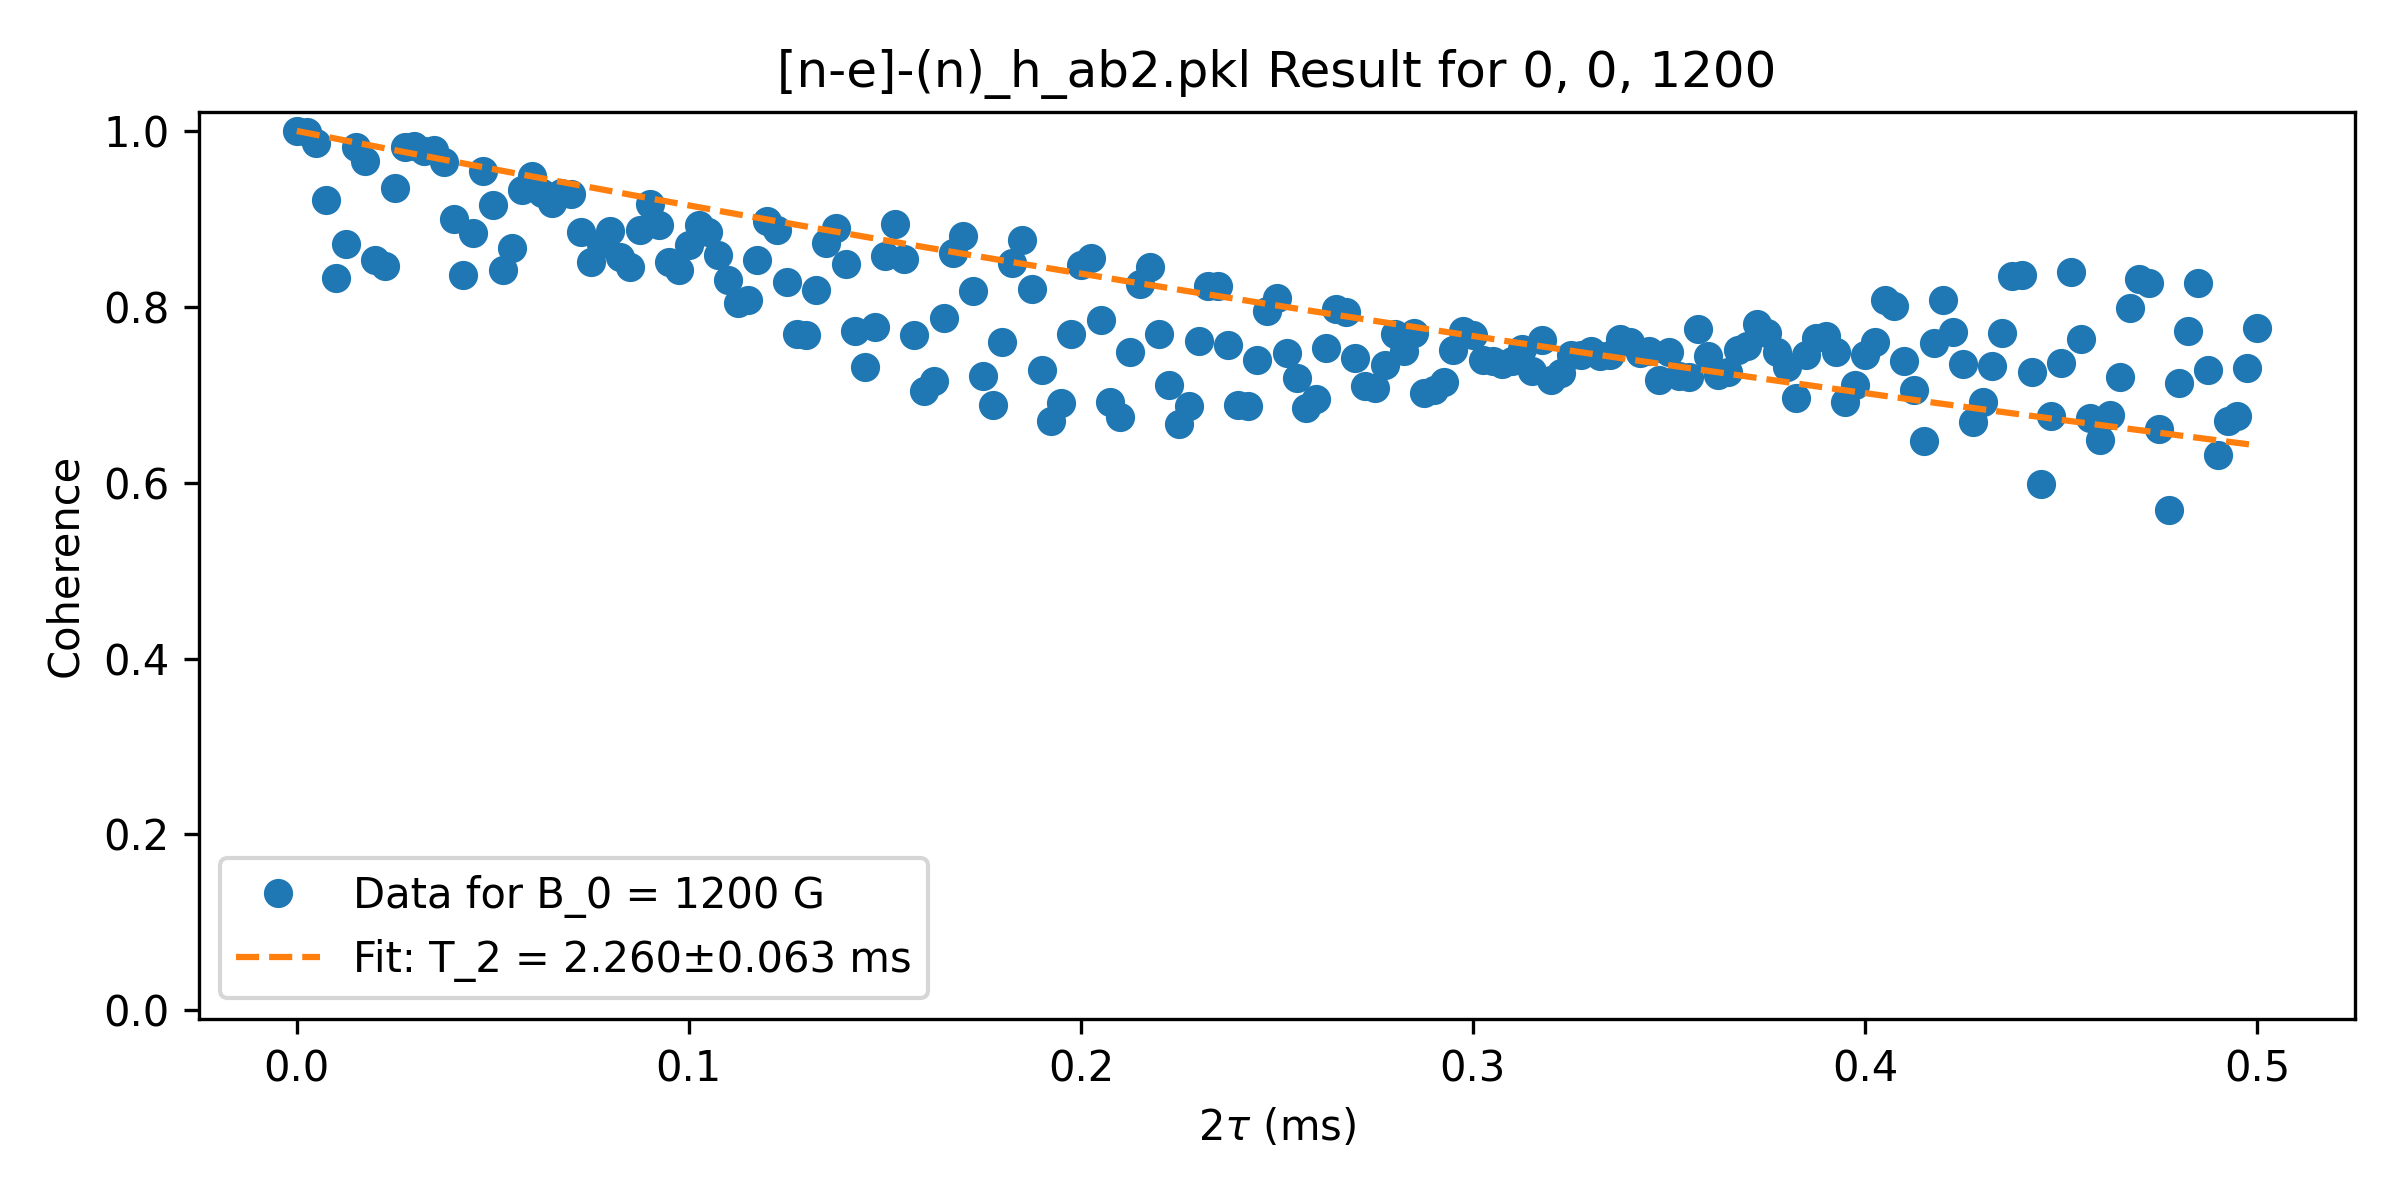 [n-e]-(n)_h_ab2.pkl Result for 0, 0, 1200
1.0
0.8
0.6
0.4
0.2
0.0
Coherence
Data for B_0 = 1200 G
Fit: T_2 = 2.260±0.063 ms
0.0 0.1 0.2 0.3 0.4 0.5
2τ (ms)